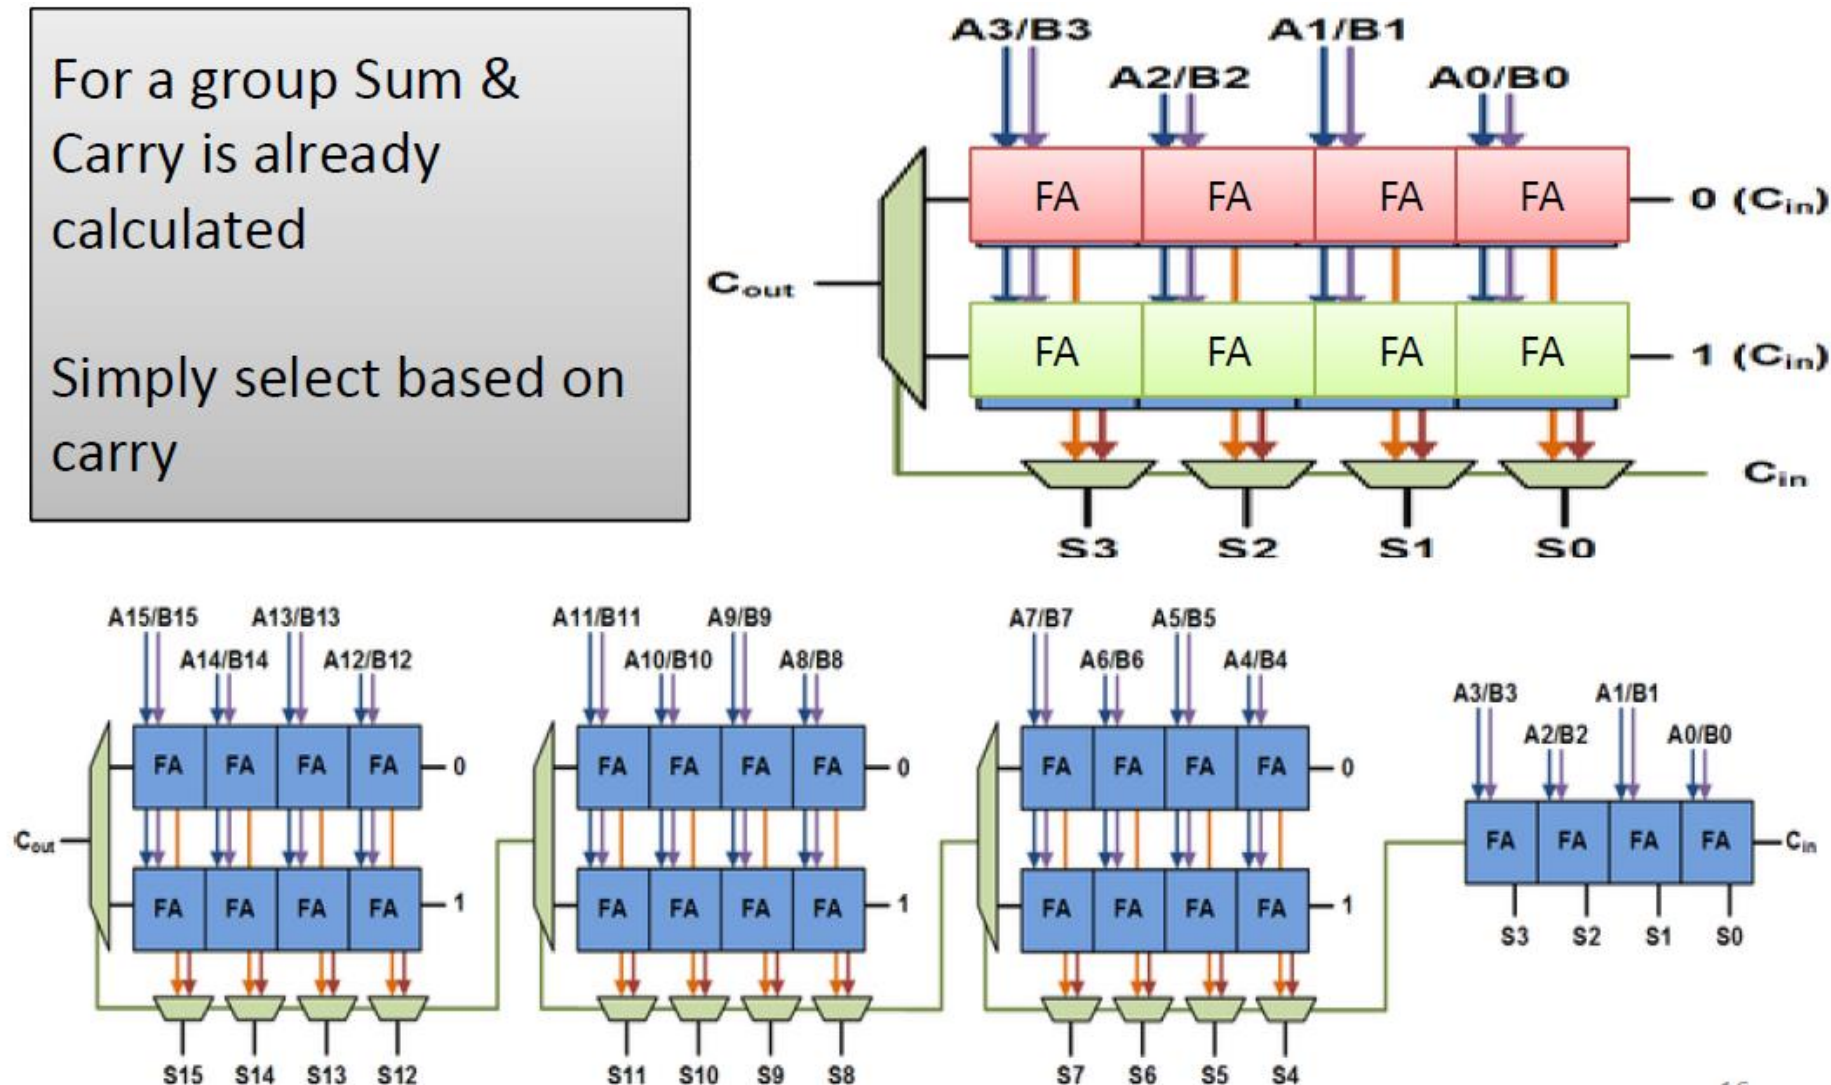 For a group Sum &
Carry is already
calculated
Simply select based on
carry
A3/B3 A1/B1
A2/B2 A0/B0
FA FA FA FA 0 (Cin)
Cout
FA FA FA FA 1 (Cin)
Cin
S3 S2 S1 S0
A15/B15 A13/B13 A11/B11 A9/B9 A7/B7 A5/B5
A14/B14 A12/B12 A10/B10 A8/B8 A6/B6 A4/B4
A3/B3 A1/B1
A2/B2 A0/B0
FA FA FA FA 0 FA FA FA FA 0 FA FA FA FA 0
Cout FA FA FA FA Cin
FA FA FA FA 1 FA FA FA FA 1 FA FA FA FA 1
S3 S2 S1 S0
S15 S14 S13 S12 S11 S10 S9 S8 S7 S6 S5 S4